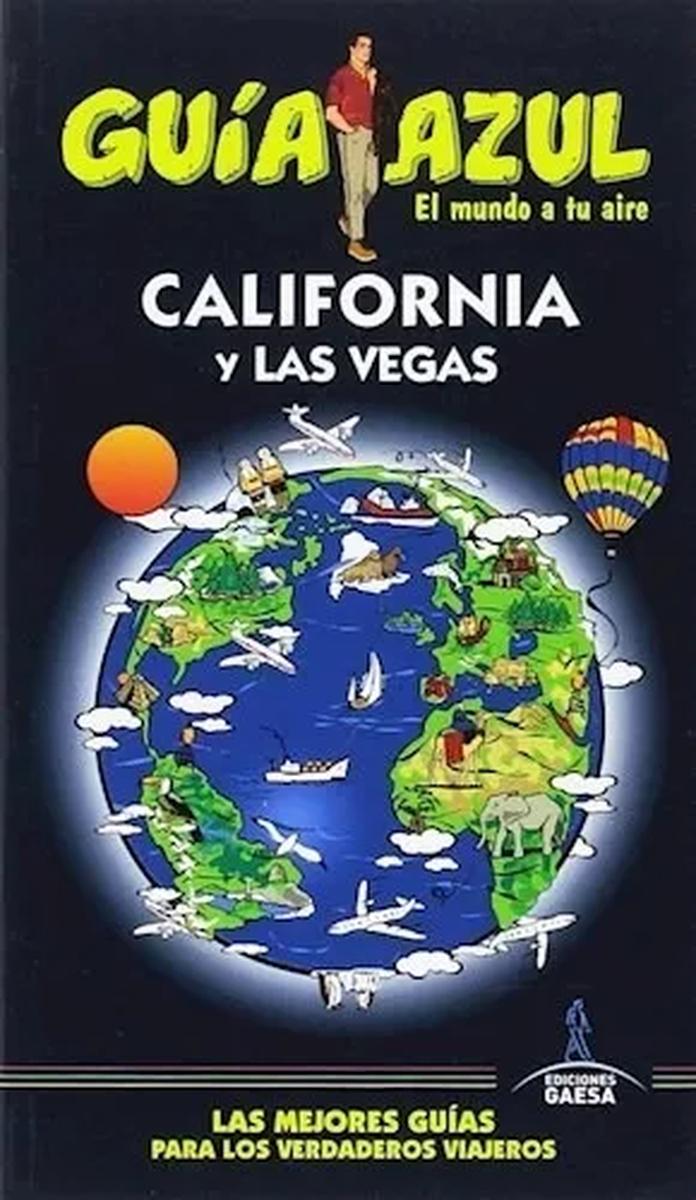 GUÍA AZUL
El mundo a tu aire
CALIFORNIA
y LAS VEGAS
EDICIONES
GAESA
LAS MEJORES GUÍAS
PARA LOS VERDADEROS VIAJEROS